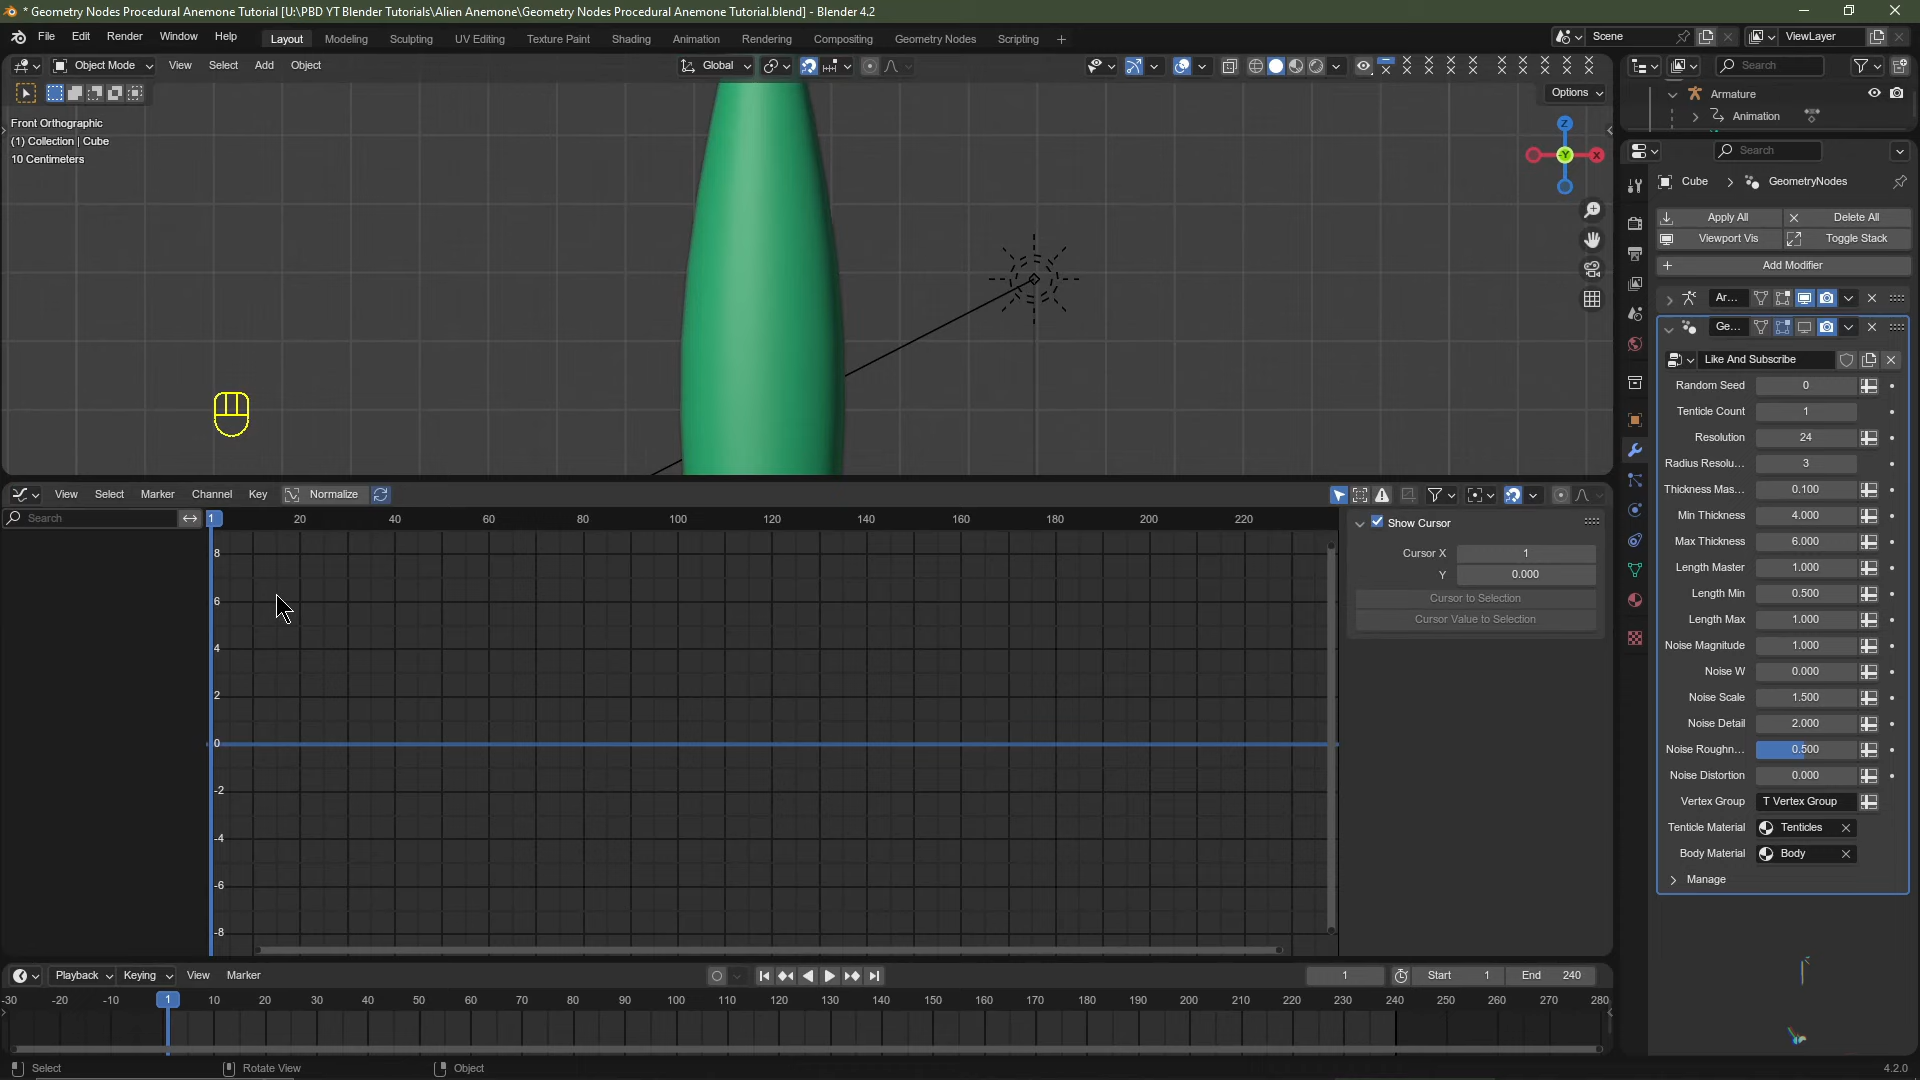 * Geometry Nodes Procedural Anemone Tutorial [U:\PBD YT Blender Tutorials\Alien Anemone\Geometry Nodes Procedural Anemone Tutorial.blend] - Blender 4.2
File Edit Render Window Help Layout Modeling Sculpting UV Editing Texture Paint Shading Animation Rendering Compositing Geometry Nodes Scripting + Scene ViewLayer
Object Mode View Select Add Object Global Search
Options
Armature
Animation
Front Orthographic
(1) Collection | Cube
10 Centimeters
Z
Y
X
Search
Cube > GeometryNodes
Apply All Delete All
Viewport Vis Toggle Stack
Add Modifier
Ar...
Ge...
Like And Subscribe
Random Seed 0
Tenticle Count 1
Resolution 24
Radius Resolu... 3
Thickness Mas... 0.100
Min Thickness 4.000
Max Thickness 6.000
Length Master 1.000
Length Min 0.500
Length Max 1.000
Noise Magnitude 1.000
Noise W 0.000
Noise Scale 1.500
Noise Detail 2.000
Noise Roughn... 0.500
Noise Distortion 0.000
Vertex Group T Vertex Group
Tenticle Material Tenticles
Body Material Body
Manage
View Select Marker Channel Key Normalize
Search 1 20 40 60 80 100 120 140 160 180 200 220
8
6
4
2
0
-2
-4
-6
-8
Show Cursor
Cursor X 1
Y 0.000
Cursor to Selection
Cursor Value to Selection
Playback Keying View Marker 1 Start 1 End 240
-30 -20 -10 1 10 20 30 40 50 60 70 80 90 100 110 120 130 140 150 160 170 180 190 200 210 220 230 240 250 260 270 280
Select Rotate View Object 4.2.0